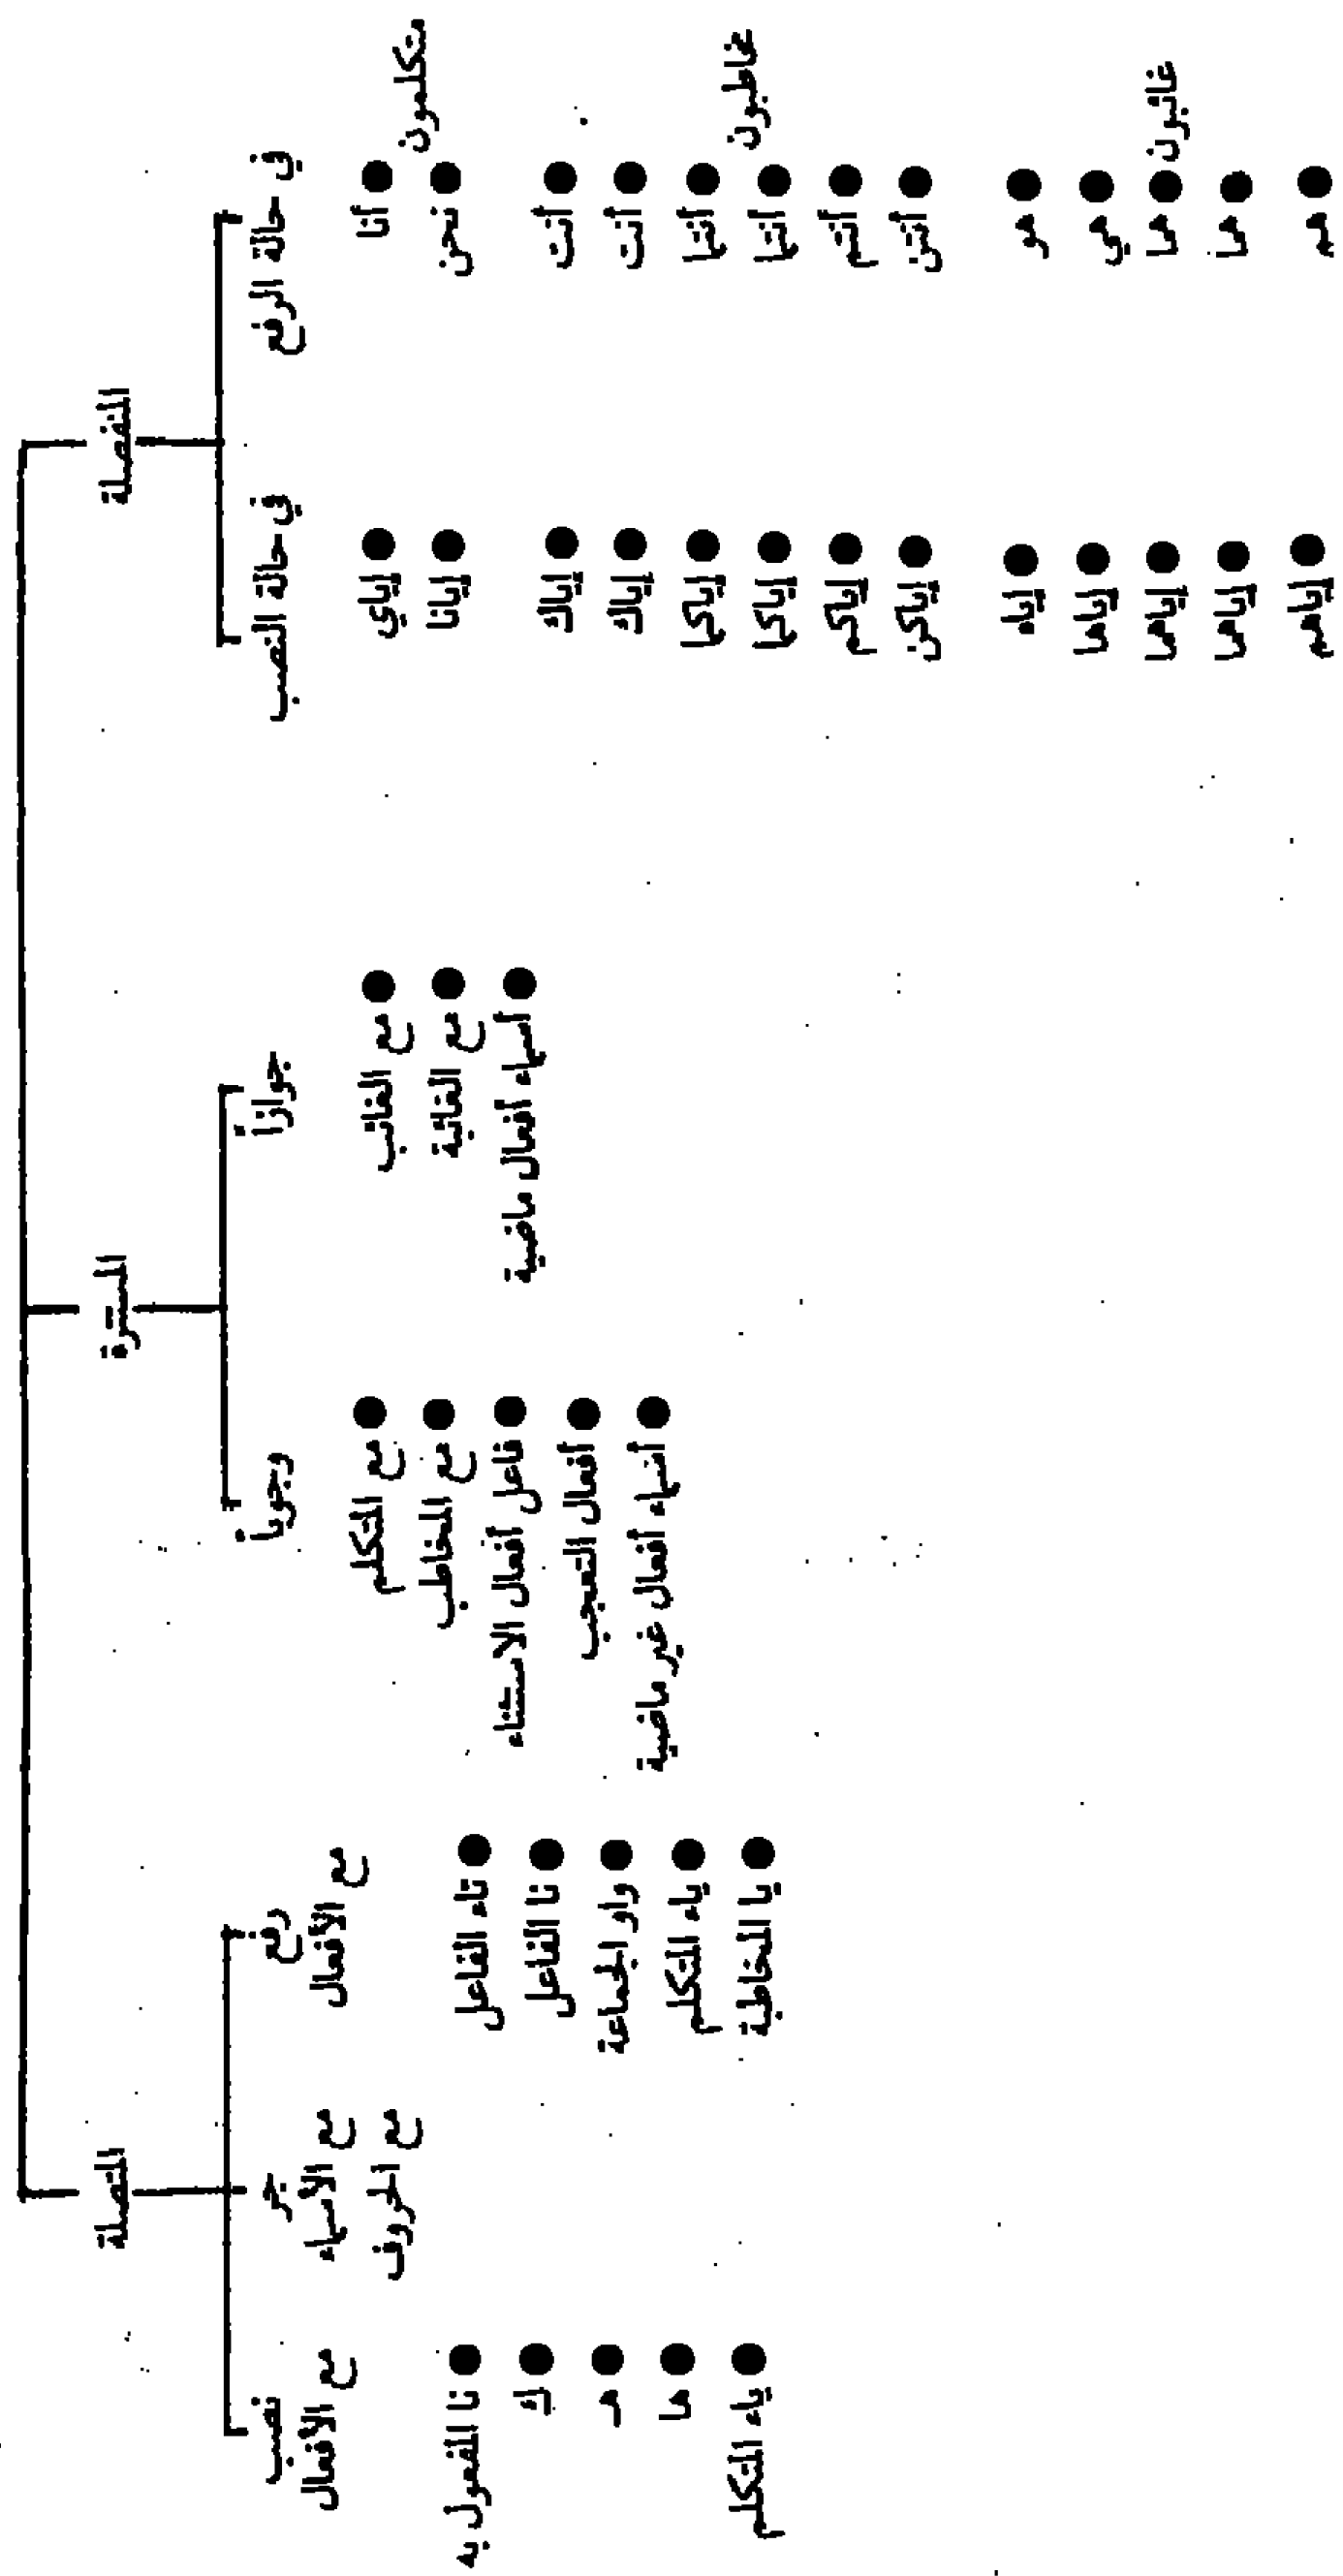 المنفصلة
في حالة الرفع
متكلمون
أنا
نحن
مخاطبون
أنت
أنت
أنتما
أنتما
أنتم
أنتن
غائبون
هو
هي
هما
هما
هم
في حالة النصب
إياي
إيانا
إياك
إياك
إياكما
إياكما
إياكم
إياكن
إياه
إياها
إياهما
إياهما
إياهم
المستترة
جوازاً
مع الغائب
مع الغائبة
أسماء أفعال ماضية
وجوباً
مع المتكلم
مع المخاطب
فاعل أفعال الاستثناء
أفعال التعجب
أسماء أفعال غير ماضية
المتصلة
رفع
مع الأفعال
تاء الفاعل
نا الفاعل
واو الجماعة
ياء المتكلم
يا المخاطبة
جر
مع الأسماء
مع الحروف
نصب
مع الأفعال
نا المفعول به
ك
هـ
ها
ياء المتكلم